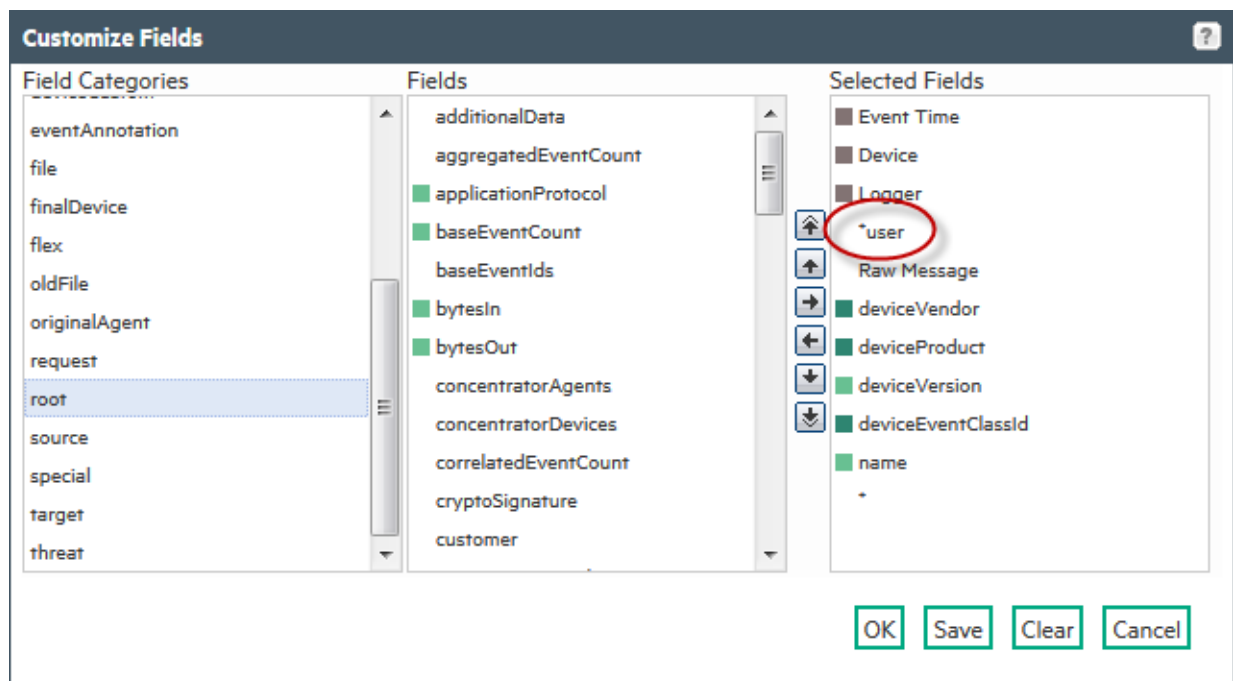 Customize Fields
?
Field Categories
eventAnnotation
file
finalDevice
flex
oldFile
originalAgent
request
root
source
special
target
threat
Fields
additionalData
aggregatedEventCount
applicationProtocol
baseEventCount
baseEventIds
bytesIn
bytesOut
concentratorAgents
concentratorDevices
correlatedEventCount
cryptoSignature
customer
Selected Fields
Event Time
Device
Logger
*user
Raw Message
deviceVendor
deviceProduct
deviceVersion
deviceEventClassId
name
*
OK Save Clear Cancel